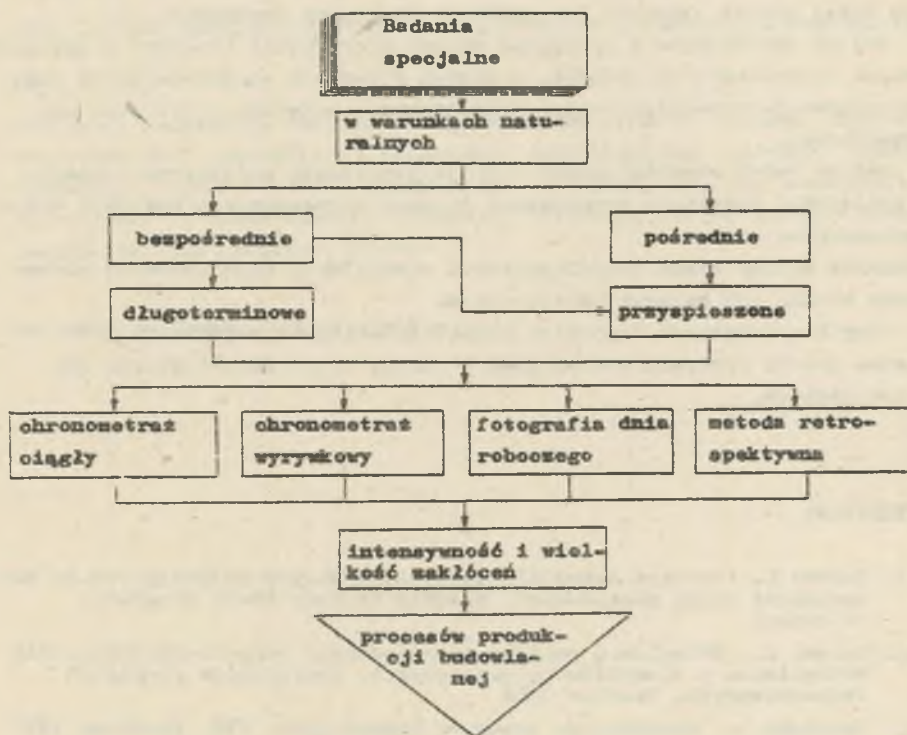 Badania
specjalne
w warunkach natu-
ralnych
bezpośrednie
pośrednie
długoterminowe
przyspieszone
chronometraż
ciągły
chronometraż
wyrywkowy
fotografia dnia
roboczego
metoda retro-
spektywna
intensywność i wiel-
kość zakłóceń
procesów produk-
cji budowla-
nej